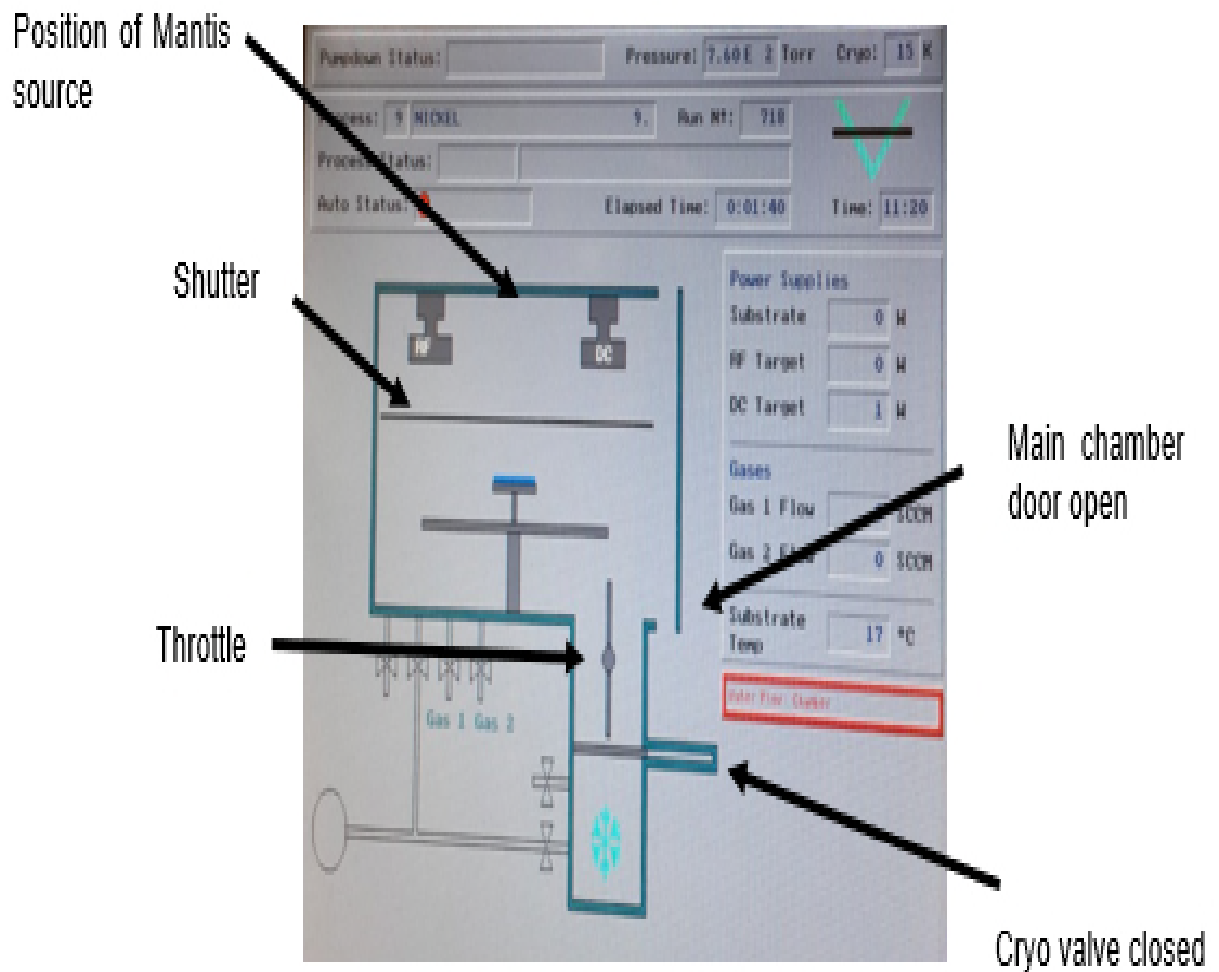 Position of Mantis
source
Pumpdown Status:
Pressure: 7.60E 2 Torr Cryo: 15 K
Process: 9 NICKEL 9. Run Nº: 718
Process Status:
Auto Status: Elapsed Time: 0:01:40 Time: 11:20
Shutter
Power Supplies
Substrate 0 W
RF Target 0 W
DC Target 1 W
RF
DC
Main chamber
door open
Gases
Gas 1 Flow SCCM
Gas 2 Flow 0 SCCM
Substrate
Temp 17 °C
Throttle
Water Flow: Chamber
Gas 1 Gas 2
Cryo valve closed